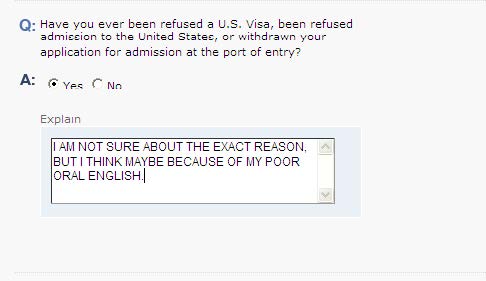 Q: Have you ever been refused a U.S. Visa, been refused
admission to the United States, or withdrawn your
application for admission at the port of entry?
A: Yes No
Explain
I AM NOT SURE ABOUT THE EXACT REASON,
BUT I THINK MAYBE BECAUSE OF MY POOR
ORAL ENGLISH.